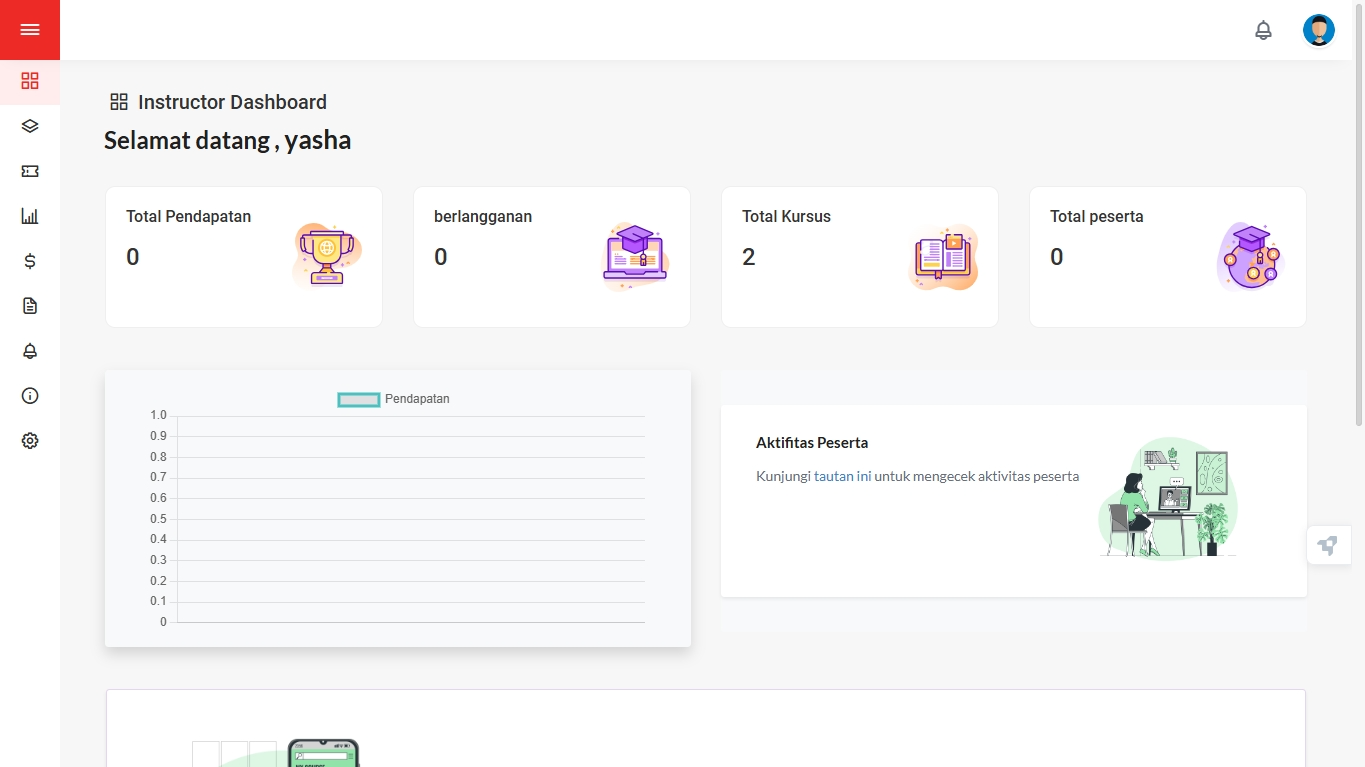 Instructor Dashboard
Selamat datang , yasha
Total Pendapatan
0
berlangganan
0
Total Kursus
2
Total peserta
0
Pendapatan
1.0
0.9
0.8
0.7
0.6
0.5
0.4
0.3
0.2
0.1
0
Aktifitas Peserta
Kunjungi tautan ini untuk mengecek aktivitas peserta